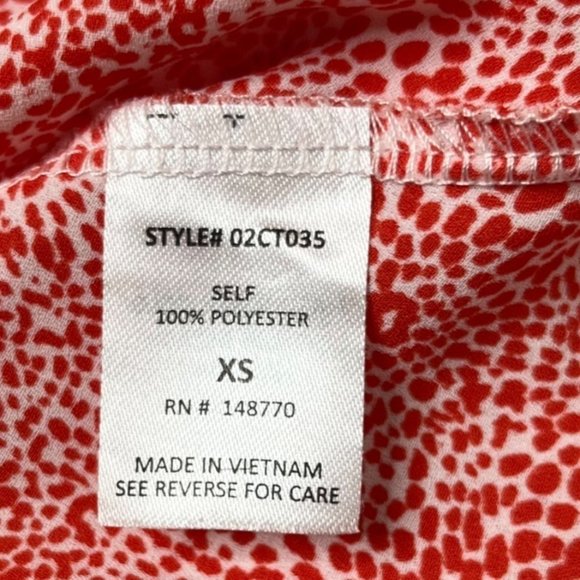 STYLE# 02CT035
SELF
100% POLYESTER
XS
RN # 148770
MADE IN VIETNAM
SEE REVERSE FOR CARE